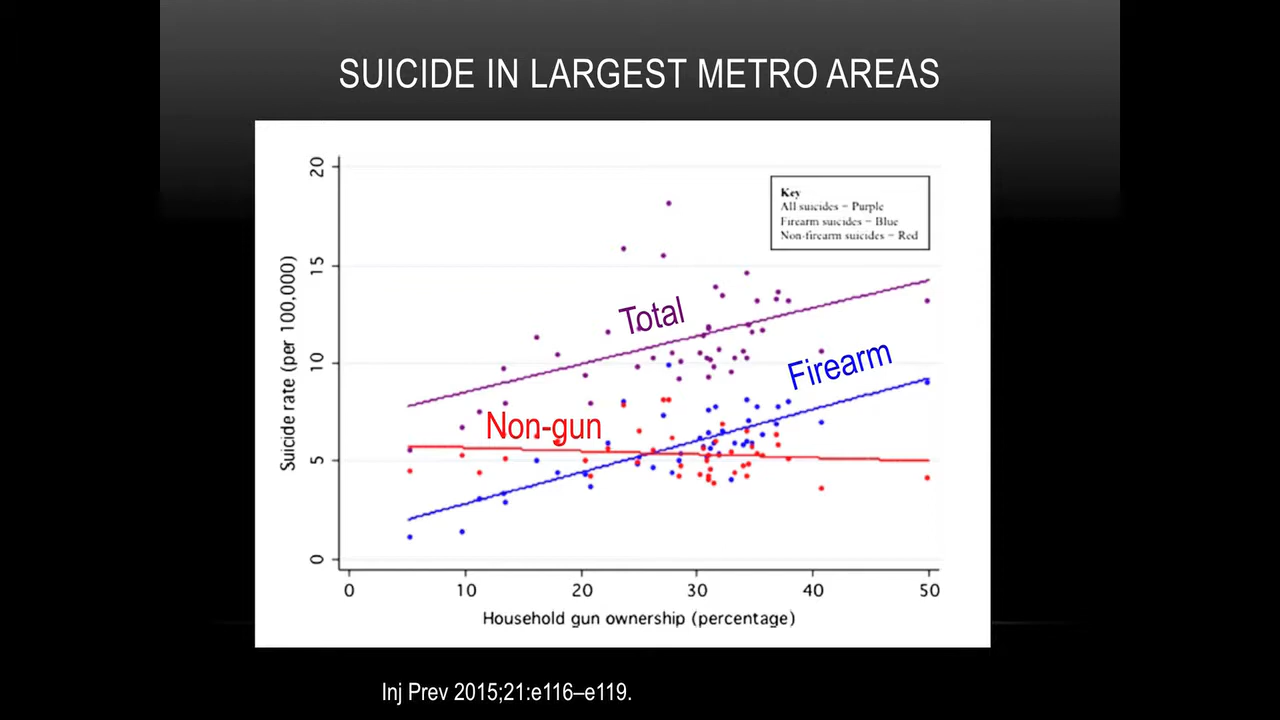 SUICIDE IN LARGEST METRO AREAS
20
15
10
5
0
Suicide rate (per 100,000)
Key
All suicides – Purple
Firearm suicides – Blue
Non-firearm suicides – Red
Total
Firearm
Non-gun
0 10 20 30 40 50
Household gun ownership (percentage)
Inj Prev 2015;21:e116–e119.